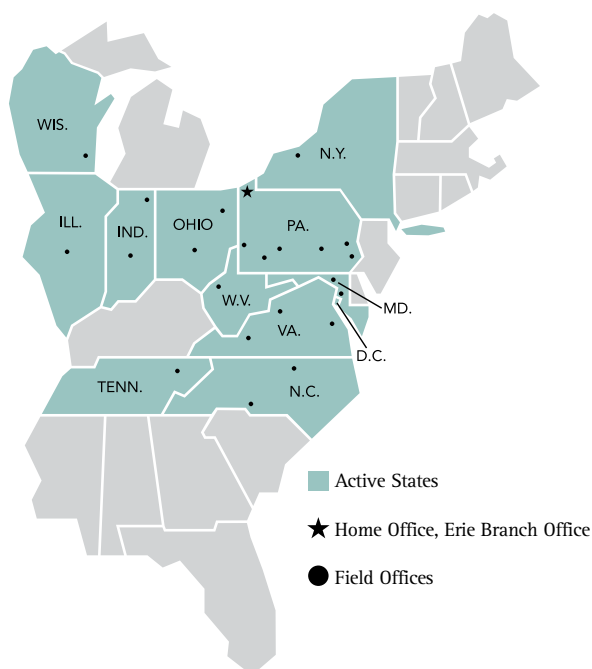 WIS.
N.Y.
ILL.
IND.
OHIO
PA.
W.V.
MD.
VA.
D.C.
TENN.
N.C.
Active States
Home Office, Erie Branch Office
Field Offices